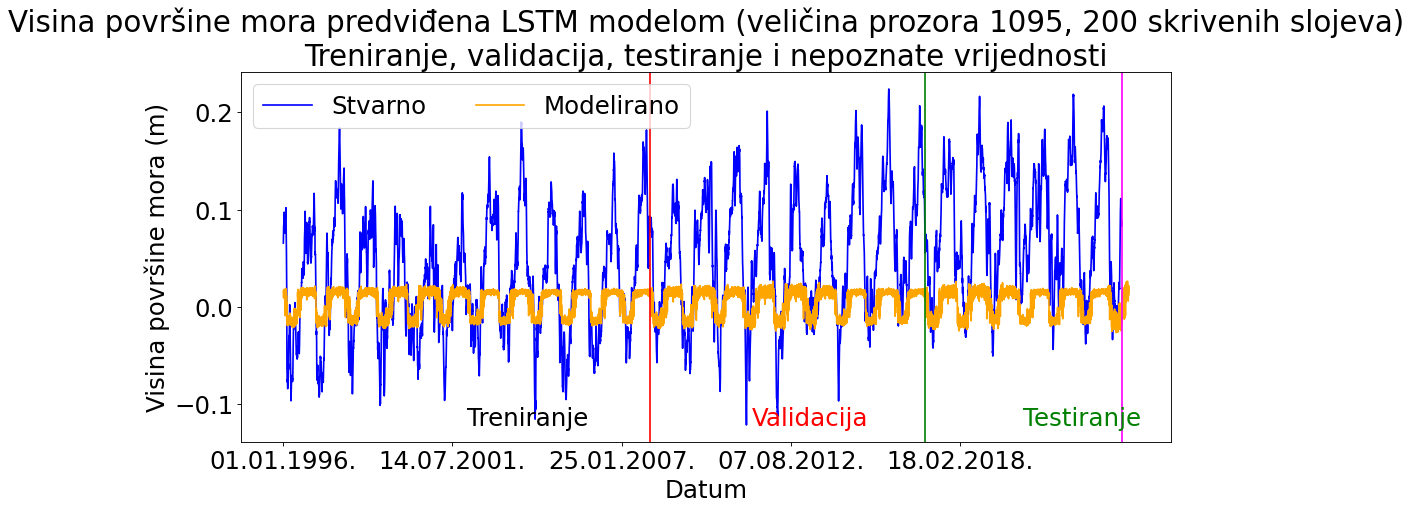 Visina površine mora predviđena LSTM modelom (veličina prozora 1095, 200 skrivenih slojeva)
Treniranje, validacija, testiranje i nepoznate vrijednosti
Stvarno
Modelirano
Visina površine mora (m)
0.2
0.1
0.0
−0.1
Treniranje
Validacija
Testiranje
01.01.1996.
14.07.2001.
25.01.2007.
07.08.2012.
18.02.2018.
Datum